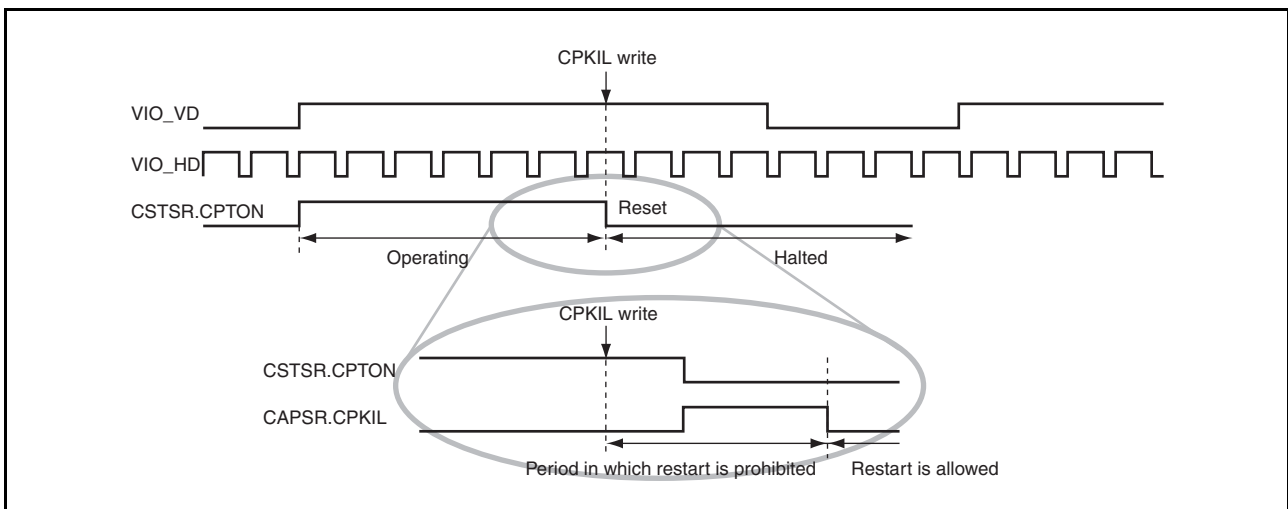 CPKIL write
VIO_VD
VIO_HD
CSTSR.CPTON
Reset
Operating
Halted
CPKIL write
CSTSR.CPTON
CAPSR.CPKIL
Period in which restart is prohibited
Restart is allowed